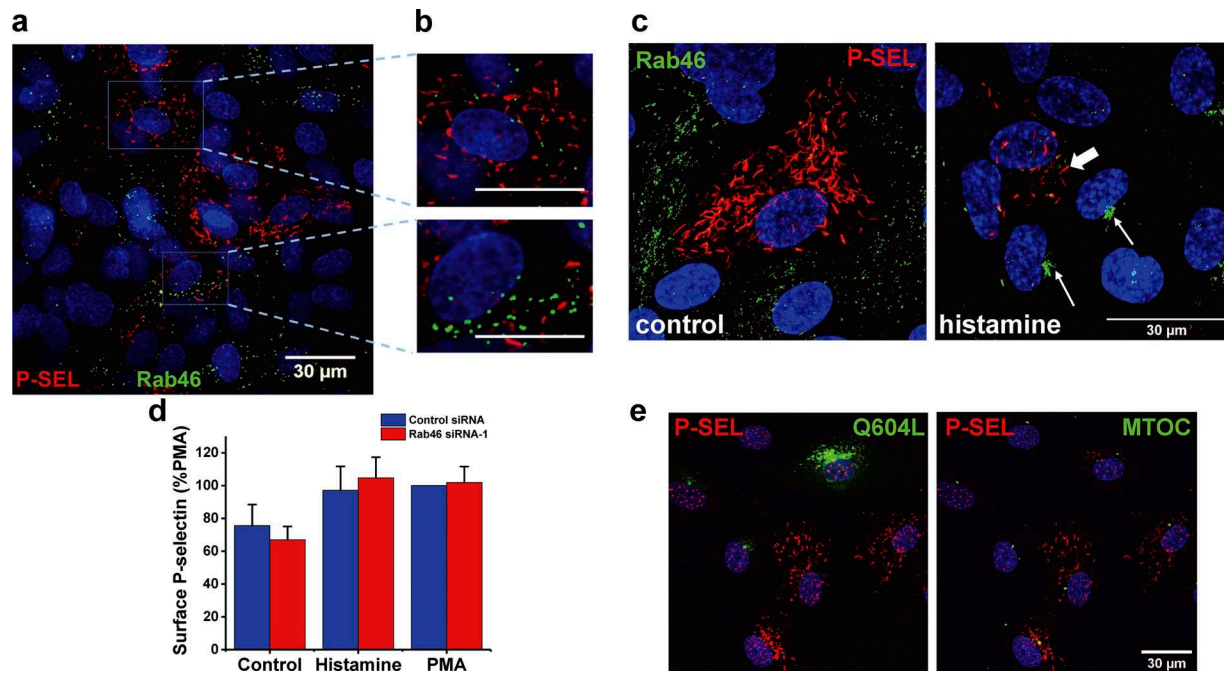 a
b
c
P-SEL
Rab46
30 µm
Rab46
P-SEL
control
histamine
30 µm
d
Control siRNA
Rab46 siRNA-1
Surface P-selectin (%PMA)
120
100
80
60
40
20
0
Control
Histamine
PMA
e
P-SEL
Q604L
P-SEL
MTOC
30 µm